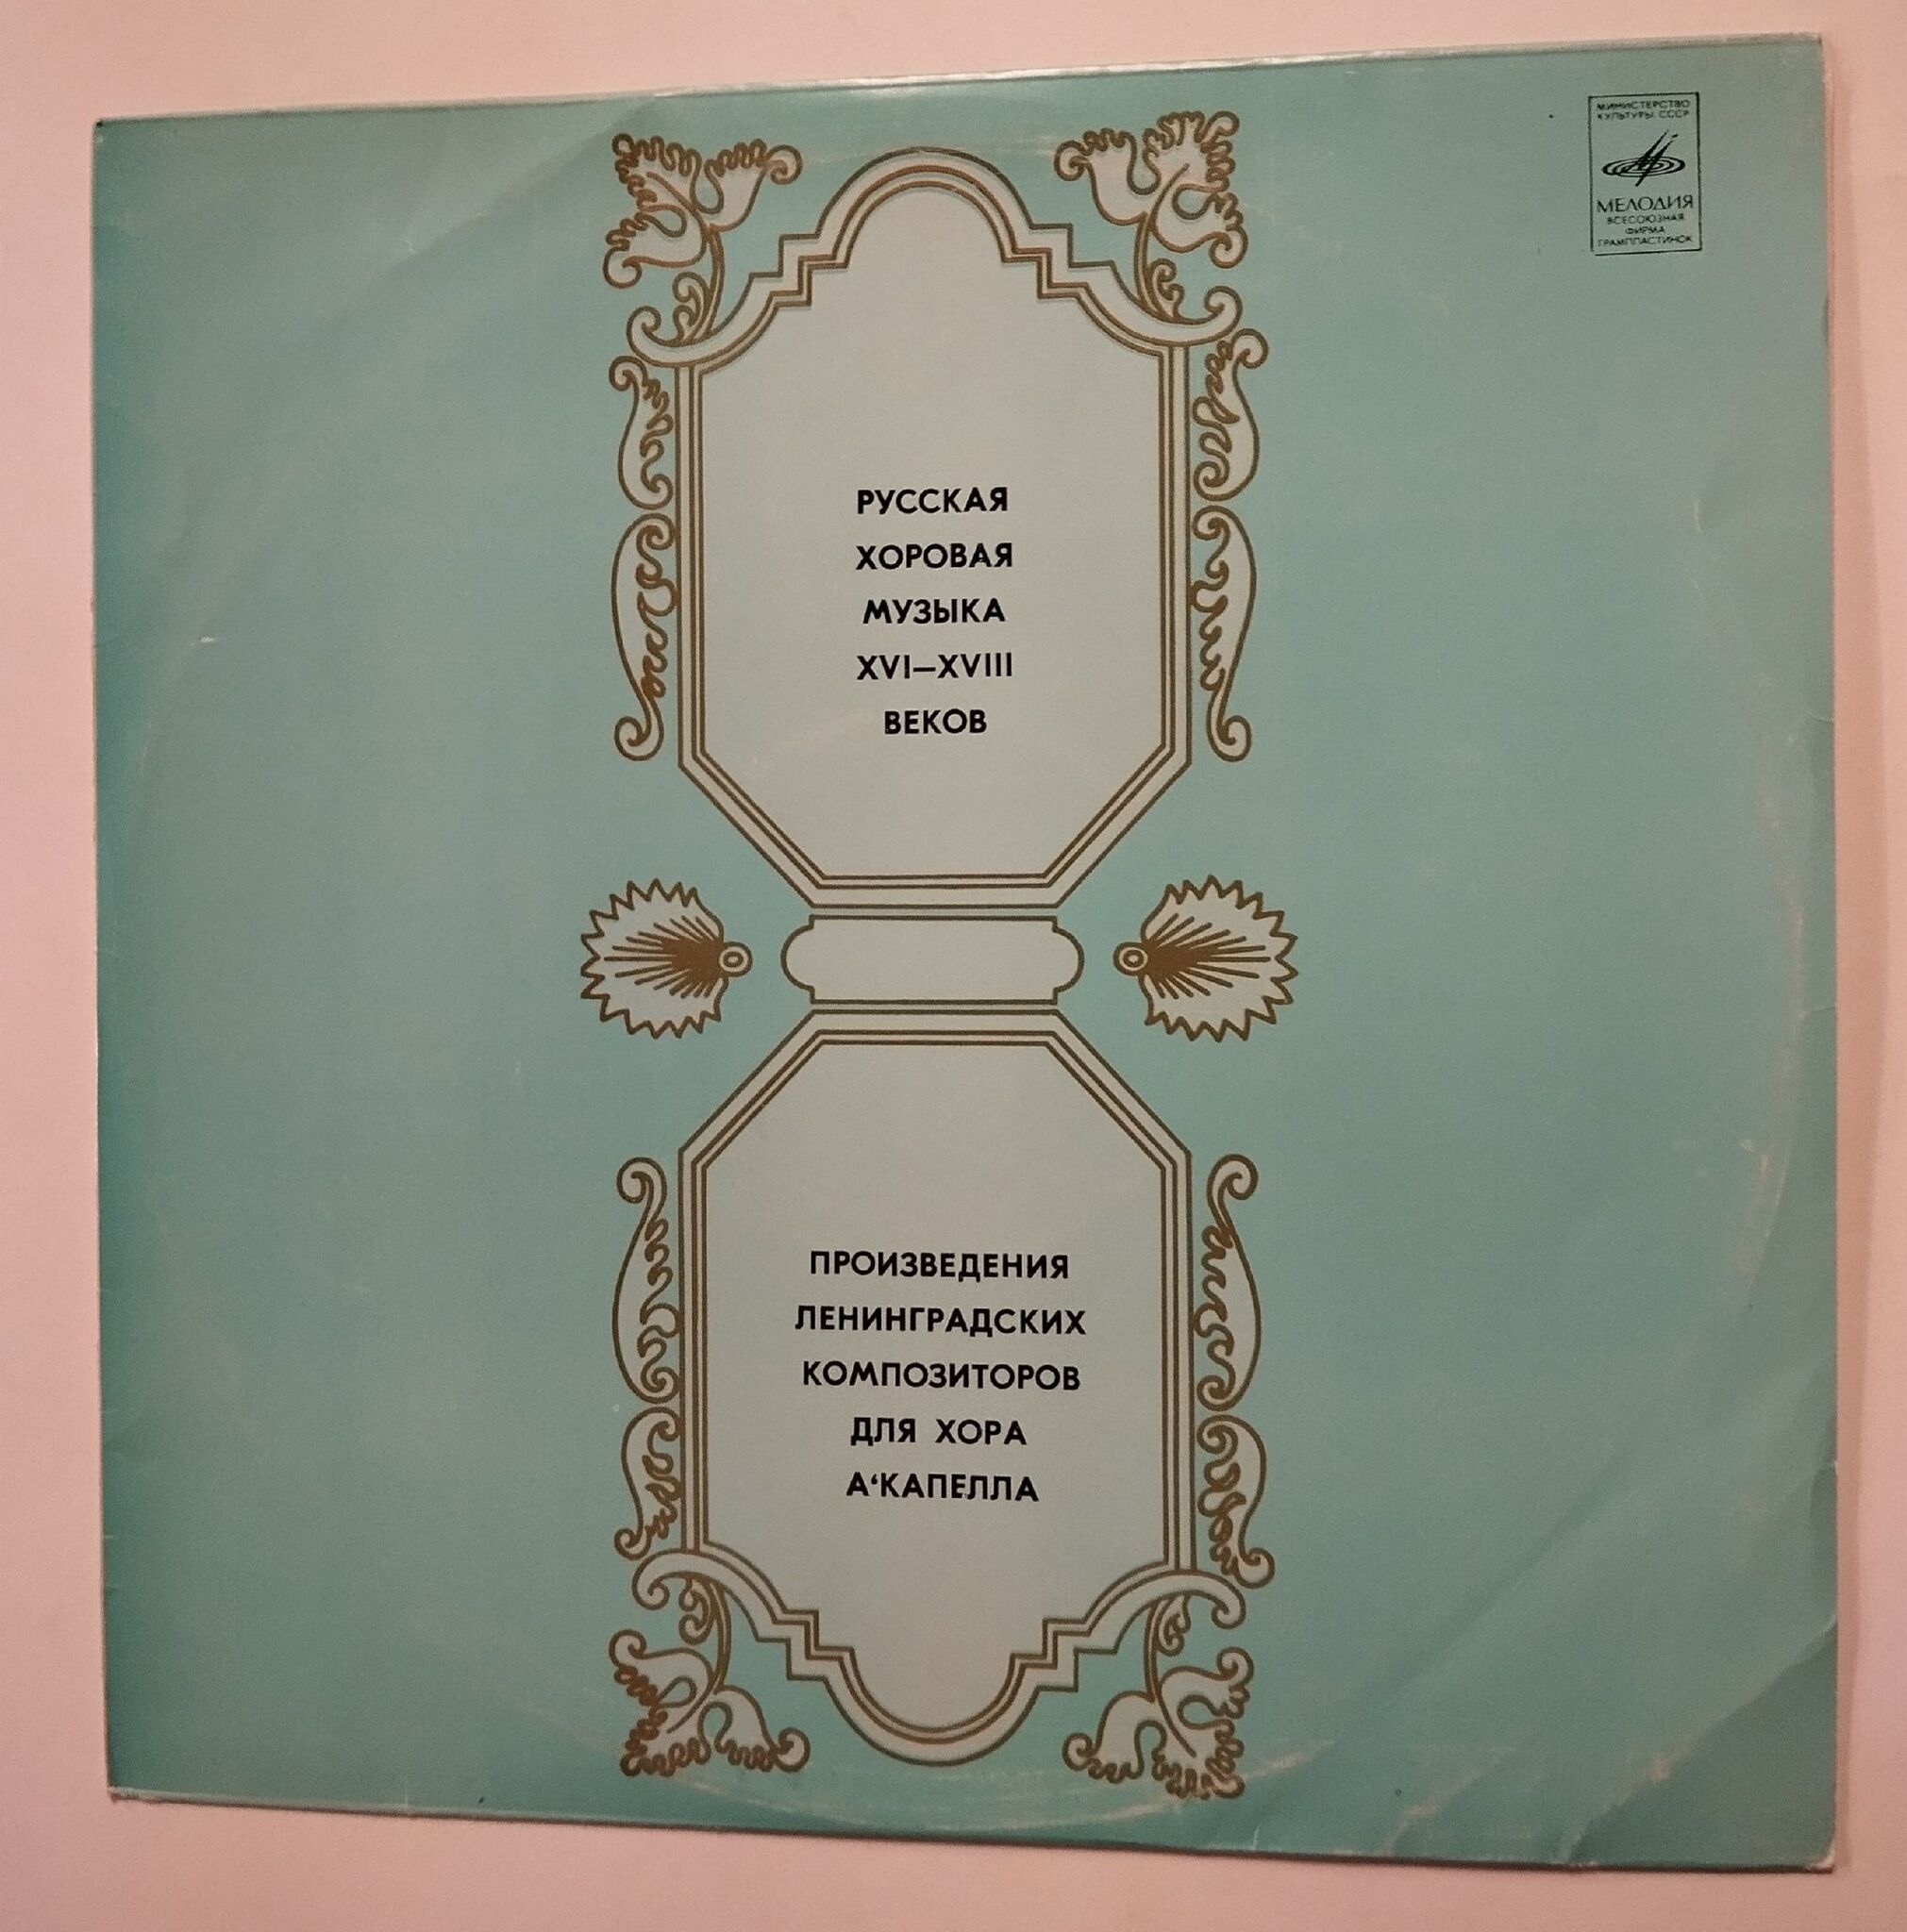 МИНИСТЕРСТВО
КУЛЬТУРЫ СССР
МЕЛОДИЯ
ВСЕСОЮЗНАЯ
ФИРМА
ГРАМПЛАСТИНОК
РУССКАЯ
ХОРОВАЯ
МУЗЫКА
XVI–XVIII
ВЕКОВ
ПРОИЗВЕДЕНИЯ
ЛЕНИНГРАДСКИХ
КОМПОЗИТОРОВ
ДЛЯ ХОРА
А‘КАПЕЛЛА